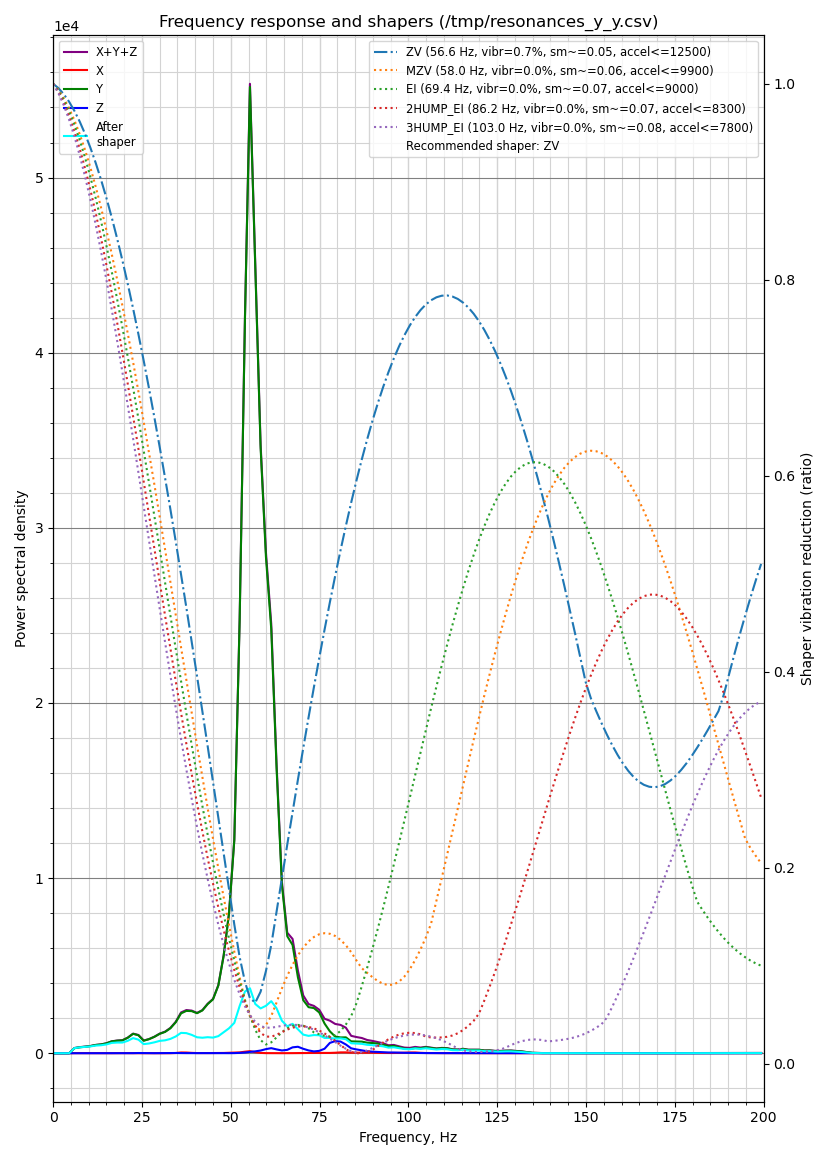 Frequency response and shapers (/tmp/resonances_y_y.csv)
1e4
X+Y+Z
X
Y
Z
After
shaper
ZV (56.6 Hz, vibr=0.7%, sm~=0.05, accel<=12500)
MZV (58.0 Hz, vibr=0.0%, sm~=0.06, accel<=9900)
EI (69.4 Hz, vibr=0.0%, sm~=0.07, accel<=9000)
2HUMP_EI (86.2 Hz, vibr=0.0%, sm~=0.07, accel<=8300)
3HUMP_EI (103.0 Hz, vibr=0.0%, sm~=0.08, accel<=7800)
Recommended shaper: ZV
5
4
3
2
1
0
Power spectral density
1.0
0.8
0.6
0.4
0.2
0.0
Shaper vibration reduction (ratio)
0 25 50 75 100 125 150 175 200
Frequency, Hz